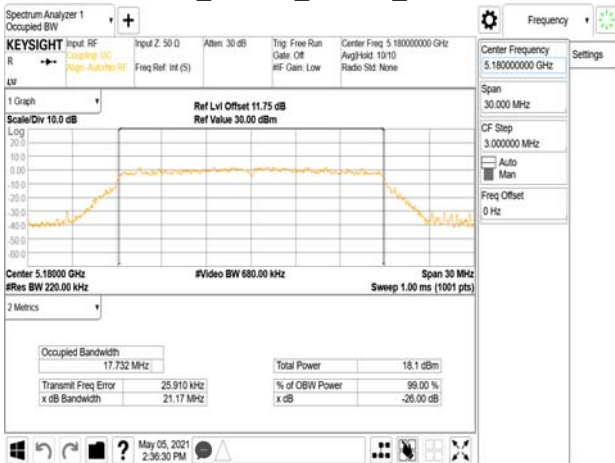 Spectrum Analyzer 1
Occupied BW
Frequency
KEYSIGHT
R
Input: RF
Coupling: DC
Align: Auto/No RF
Input Z: 50 Ω
Freq Ref: Int (S)
Atten: 30 dB
Trig: Free Run
Gate: Off
#IF Gain: Low
Center Freq: 5.180000000 GHz
Avg|Hold: 10/10
Radio Std: None
Center Frequency
5.180000000 GHz
Settings
Span
30.000 MHz
CF Step
3.000000 MHz
Auto
Man
Freq Offset
0 Hz
1 Graph
Scale/Div 10.0 dB
Ref Lvl Offset 11.75 dB
Ref Value 30.00 dBm
Log
20.0
10.0
0.00
-10.0
-20.0
-30.0
-40.0
-50.0
-60.0
Center 5.18000 GHz
#Res BW 220.00 kHz
#Video BW 680.00 kHz
Span 30 MHz
Sweep 1.00 ms (1001 pts)
2 Metrics
Occupied Bandwidth
17.732 MHz
Total Power 18.1 dBm
Transmit Freq Error 25.910 kHz
% of OBW Power 99.00 %
x dB Bandwidth 21.17 MHz
x dB -26.00 dB
?
May 05, 2021
2:36:30 PM